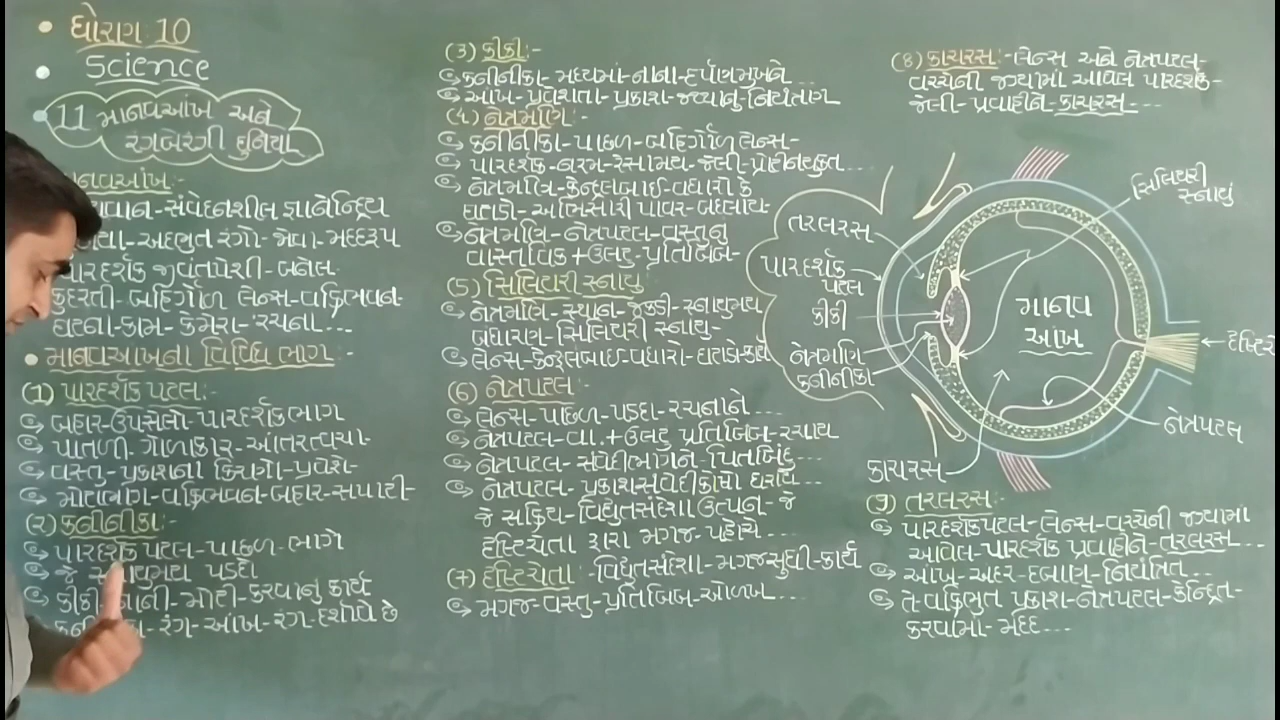 ધોરણ: 10
Science
11 માનવઆંખ અને
રંગબેરંગી દુનિયા
માનવઆંખ:-
સંવેદનશીલ જ્ઞાનેન્દ્રિય
અદભુત રંગો-જોવા-મદદરૂપ
પારદર્શક જીવંતપેશી-બનેલ
કુદરતી-બહિર્ગોળ લેન્સ-વક્રિભવન-
ઘટના-કામ-કેમેરા-રચના...
માનવઆંખના વિવિધ ભાગ:-
(1) પારદર્શક પટલ:-
બહાર-ઉપસેલો-પારદર્શક ભાગ
પાતળી-ગોળાકાર-આંતરત્વચા-
વસ્તુ-પ્રકાશના કિરણો-પ્રવેશે-
મોટાભાગ-વક્રિભવન-બહાર-સપાટી-
(૨) કનીનીકા:-
પારદર્શક પટલ-પાછળ-ભાગે
જે પડદા
કીકી-નાની-મોટી-કરવાનું કાર્ય
રંગ-આંખ-રંગ-દર્શાવે છે
(3) કીકી:-
કનીનીકા-મધ્યમાં-નાના-દર્પણમુખને...
આંખ-પ્રવેશતા-પ્રકાશ-જથ્થાનું-નિયંત્રણ
(૪) નેત્રમણિ:-
કનીનીકા-પાછળ-બહિર્ગોળ લેન્સ-
પારદર્શક-નરમ-રેસામય-જેલી-પ્રોટીનયુક્ત...
નેત્રમણિ-કેન્દ્રલંબાઈ-વધારો કે
ઘટાડો-અભિસારી પાવર-બદલાય-
નેત્રમણિ-નેત્રપટલ-વસ્તુનું
વાસ્તવિક+ઉલટુ-પ્રતિબિંબ-
(5) સિલિયરી સ્નાયુ
નેત્રમણિ-સ્થાન-જકડી-સ્નાયુમય
બંધારણ-સિલિયરી સ્નાયુ-
લેન્સ-કેન્દ્રલંબાઈ-વધારો-ઘટાડો-કાર્ય
(6) નેત્રપટલ:-
લેન્સ-પાછળ-પડદા-રચનાને...
નેત્રપટલ-વા.+ઉલટુ પ્રતિબિંબ-રચાય
નેત્રપટલ-સંવેદીભાગને-પિતબિંદુ...
નેત્રપટલ-પ્રકાશસંવેદીકોષો ધરાવે...
જે સક્રિય-વિદ્યુતસંદેશા ઉત્પન-જે
દ્રષ્ટિચેતા દ્વારા મગજ-પહોંચે...
(7) દ્રષ્ટિચેતા:-વિદ્યુતસંદેશા-મગજસુધી-કાર્ય
મગજ-વસ્તુ-પ્રતિબિંબ-ઓળખ...
(8) કાચરસ:-લેન્સ અને નેત્રપટલ-
વચ્ચેની જગ્યામાં આવેલ પારદર્શક-
જેલી-પ્રવાહીને-કાચરસ...
સિલિયરી
સ્નાયું
તરલરસ
પારદર્શક
પટલ
કીકી
નેત્રમણિ
કનીનીકા
માનવ
આંખ
નેત્રપટલ
કાચરસ
(9) તરલરસ:-
પારદર્શકપટલ-લેન્સ-વચ્ચેની જગ્યામાં
આવેલ-પારદર્શક પ્રવાહીને-તરલરસ...
આંખ-અંદર-દબાણ-નિયંત્રિત...
તે-વક્રિભુત પ્રકાશ-નેત્રપટલ-કેન્દ્રિત-
કરવામાં-મદદ...